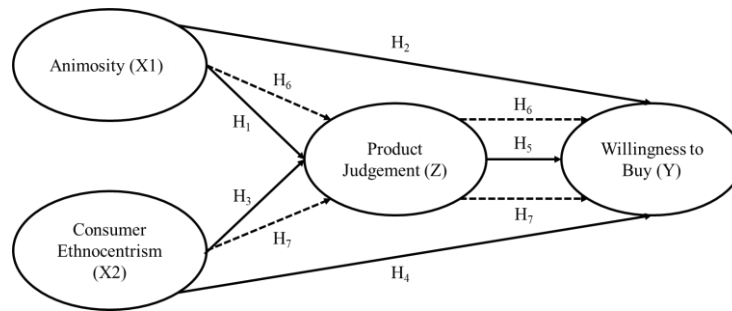 H2
Animosity (X1)
H6
H1
H6
Product
Judgement (Z)
H5
Willingness to
Buy (Y)
H3
Consumer
Ethnocentrism
(X2)
H7
H7
H4